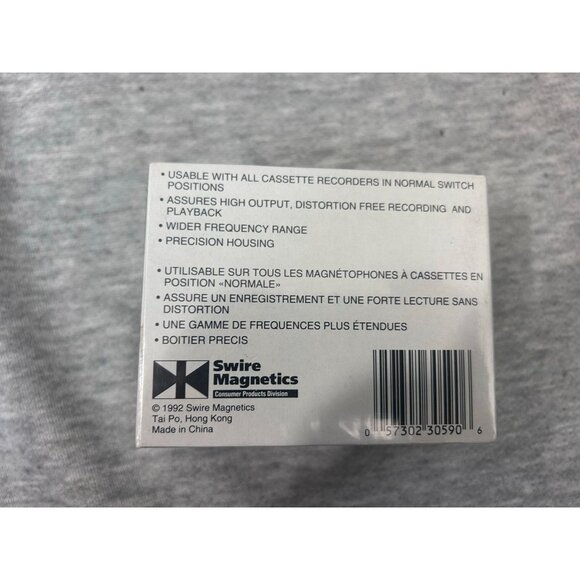 • USABLE WITH ALL CASSETTE RECORDERS IN NORMAL SWITCH
POSITIONS
• ASSURES HIGH OUTPUT, DISTORTION FREE RECORDING AND
PLAYBACK
• WIDER FREQUENCY RANGE
• PRECISION HOUSING
• UTILISABLE SUR TOUS LES MAGNÉTOPHONES À CASSETTES EN
POSITION «NORMALE»
• ASSURE UN ENREGISTREMENT ET UNE FORTE LECTURE SANS
DISTORTION
• UNE GAMME DE FREQUENCES PLUS ÉTENDUES
• BOITIER PRECIS
Swire
Magnetics
Consumer Products Division
© 1992 Swire Magnetics
Tai Po, Hong Kong
Made in China
0 57302 30590 6